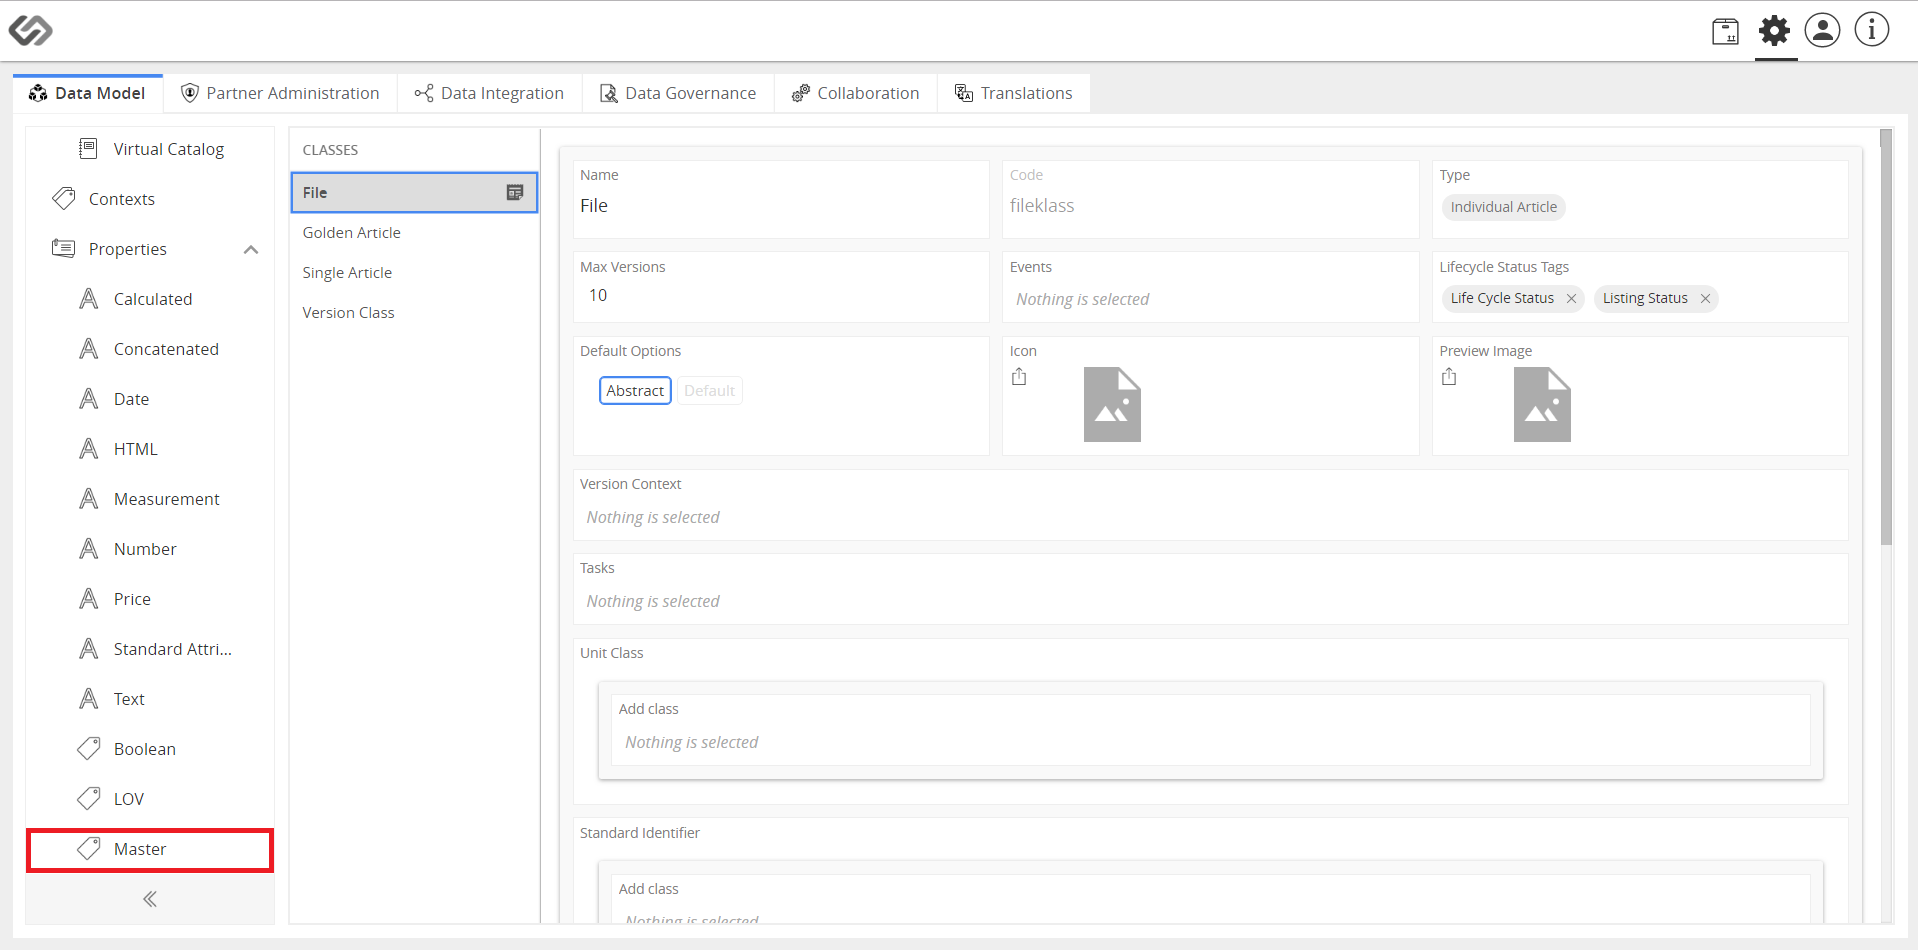 Data Model
Partner Administration
Data Integration
Data Governance
Collaboration
Translations
Virtual Catalog
Contexts
Properties
Calculated
Concatenated
Date
HTML
Measurement
Number
Price
Standard Attri...
Text
Boolean
LOV
Master
CLASSES
File
Golden Article
Single Article
Version Class
Name
File
Code
fileklass
Type
Individual Article
Max Versions
10
Events
Nothing is selected
Lifecycle Status Tags
Life Cycle Status
Listing Status
Default Options
Abstract
Default
Icon
Preview Image
Version Context
Nothing is selected
Tasks
Nothing is selected
Unit Class
Add class
Nothing is selected
Standard Identifier
Add class
Nothing is selected